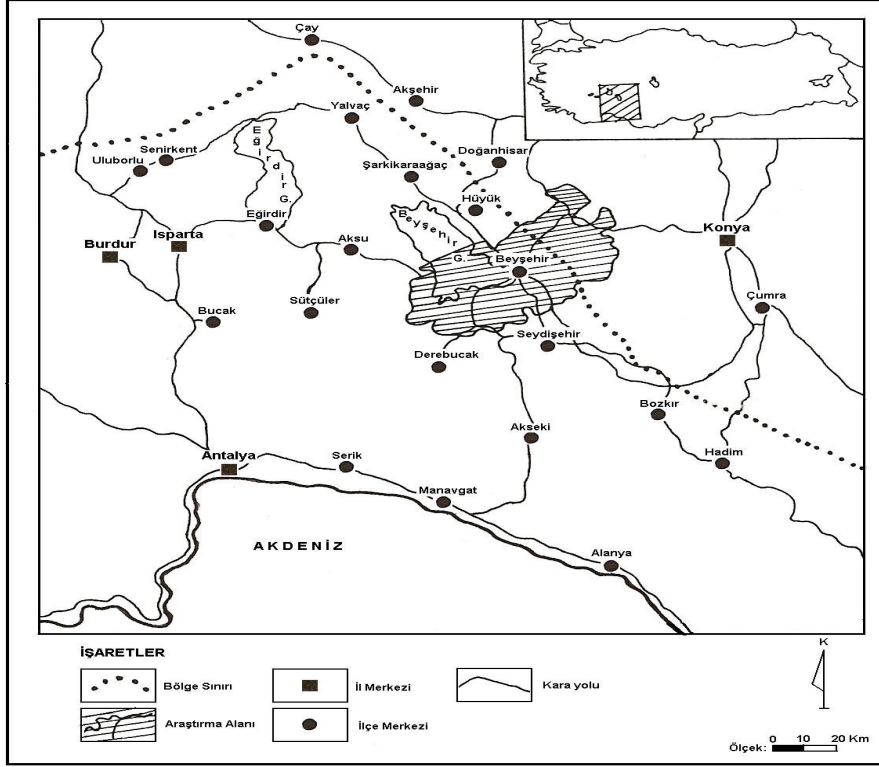 Çay
Akşehir
Yalvaç
Doğanhisar
Senirkent
Uluborlu
Eğirdir G.
Şarkikaraağaç
Hüyük
Beyşehir G.
Eğirdir
Isparta
Burdur
Aksu
Beyşehir
Konya
Sütçüler
Bucak
Çumra
Seydişehir
Derebucak
Bozkır
Akseki
Hadim
Antalya
Serik
Manavgat
AKDENİZ
Alanya
İŞARETLER
Bölge Sınırı
İl Merkezi
Kara yolu
Araştırma Alanı
İlçe Merkezi
K
Ölçek: 0 10 20 Km